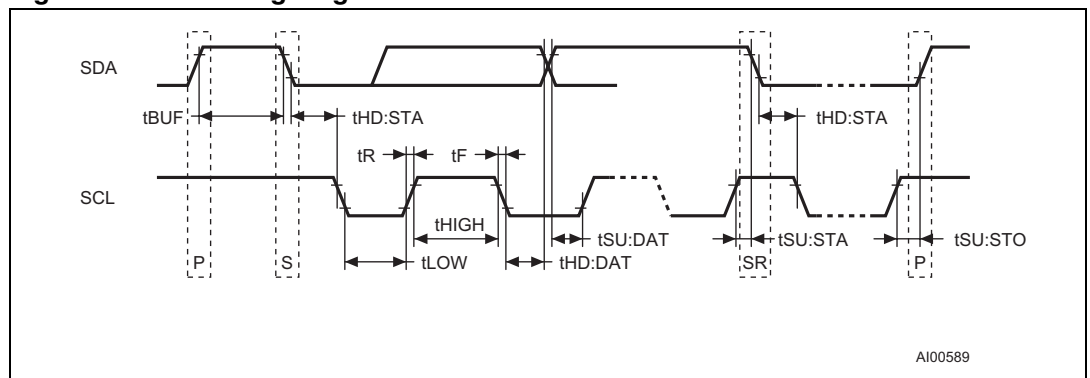 SDA
tBUF tHD:STA tHD:STA
tR tF
SCL
tHIGH
tSU:DAT tSU:STA tSU:STO
P S tLOW tHD:DAT SR P
AI00589